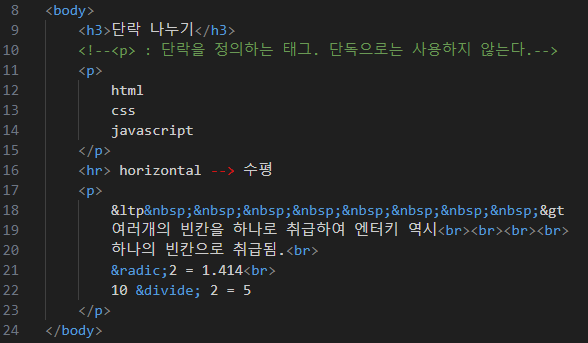 8 <body>
9 <h3>단락 나누기</h3>
10 <!--<p> : 단락을 정의하는 태그. 단독으로는 사용하지 않는다.-->
11 <p>
12 html
13 css
14 javascript
15 </p>
16 <hr> horizontal --> 수평
17 <p>
18 &ltp&nbsp;&nbsp;&nbsp;&nbsp;&nbsp;&nbsp;&nbsp;&nbsp;&gt
19 여러개의 빈칸을 하나로 취급하여 엔터키 역시<br><br><br><br>
20 하나의 빈칸으로 취급됨.<br>
21 &radic;2 = 1.414<br>
22 10 &divide; 2 = 5
23 </p>
24 </body>